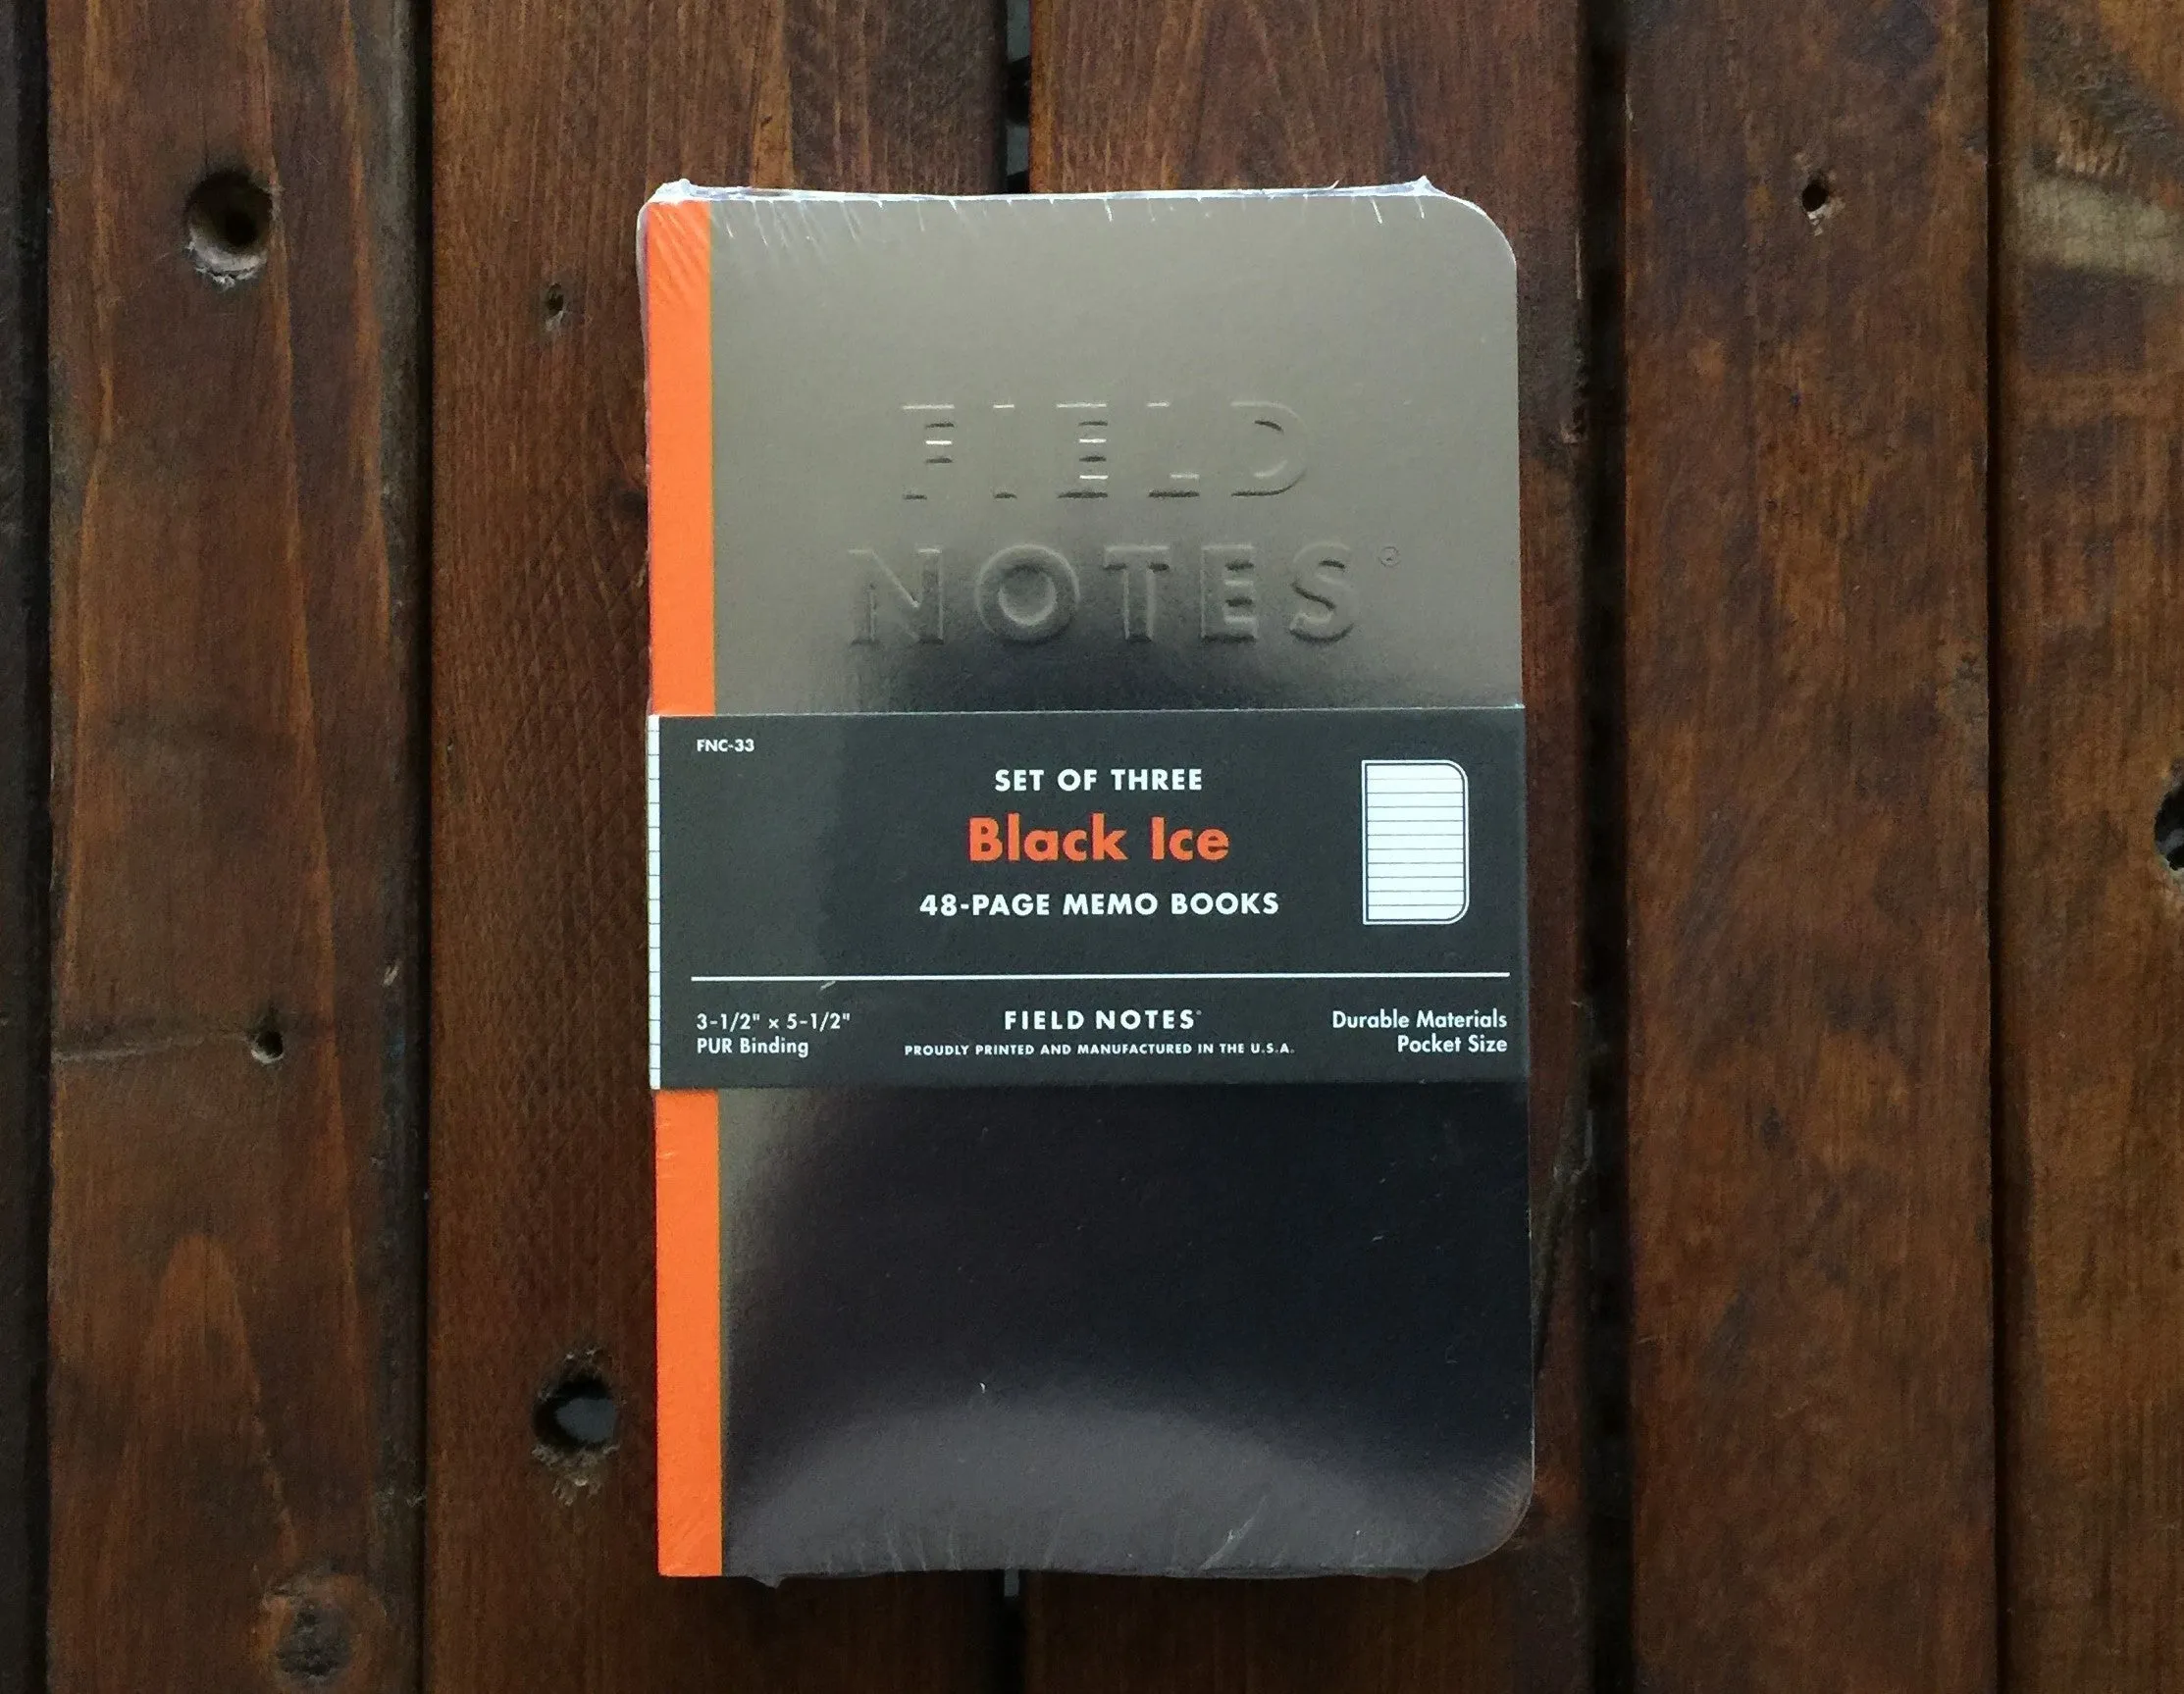 FIELD
NOTES®
FNC-33
SET OF THREE
Black Ice
48-PAGE MEMO BOOKS
3-1/2" × 5-1/2"
PUR Binding
FIELD NOTES®
PROUDLY PRINTED AND MANUFACTURED IN THE U.S.A.
Durable Materials
Pocket Size